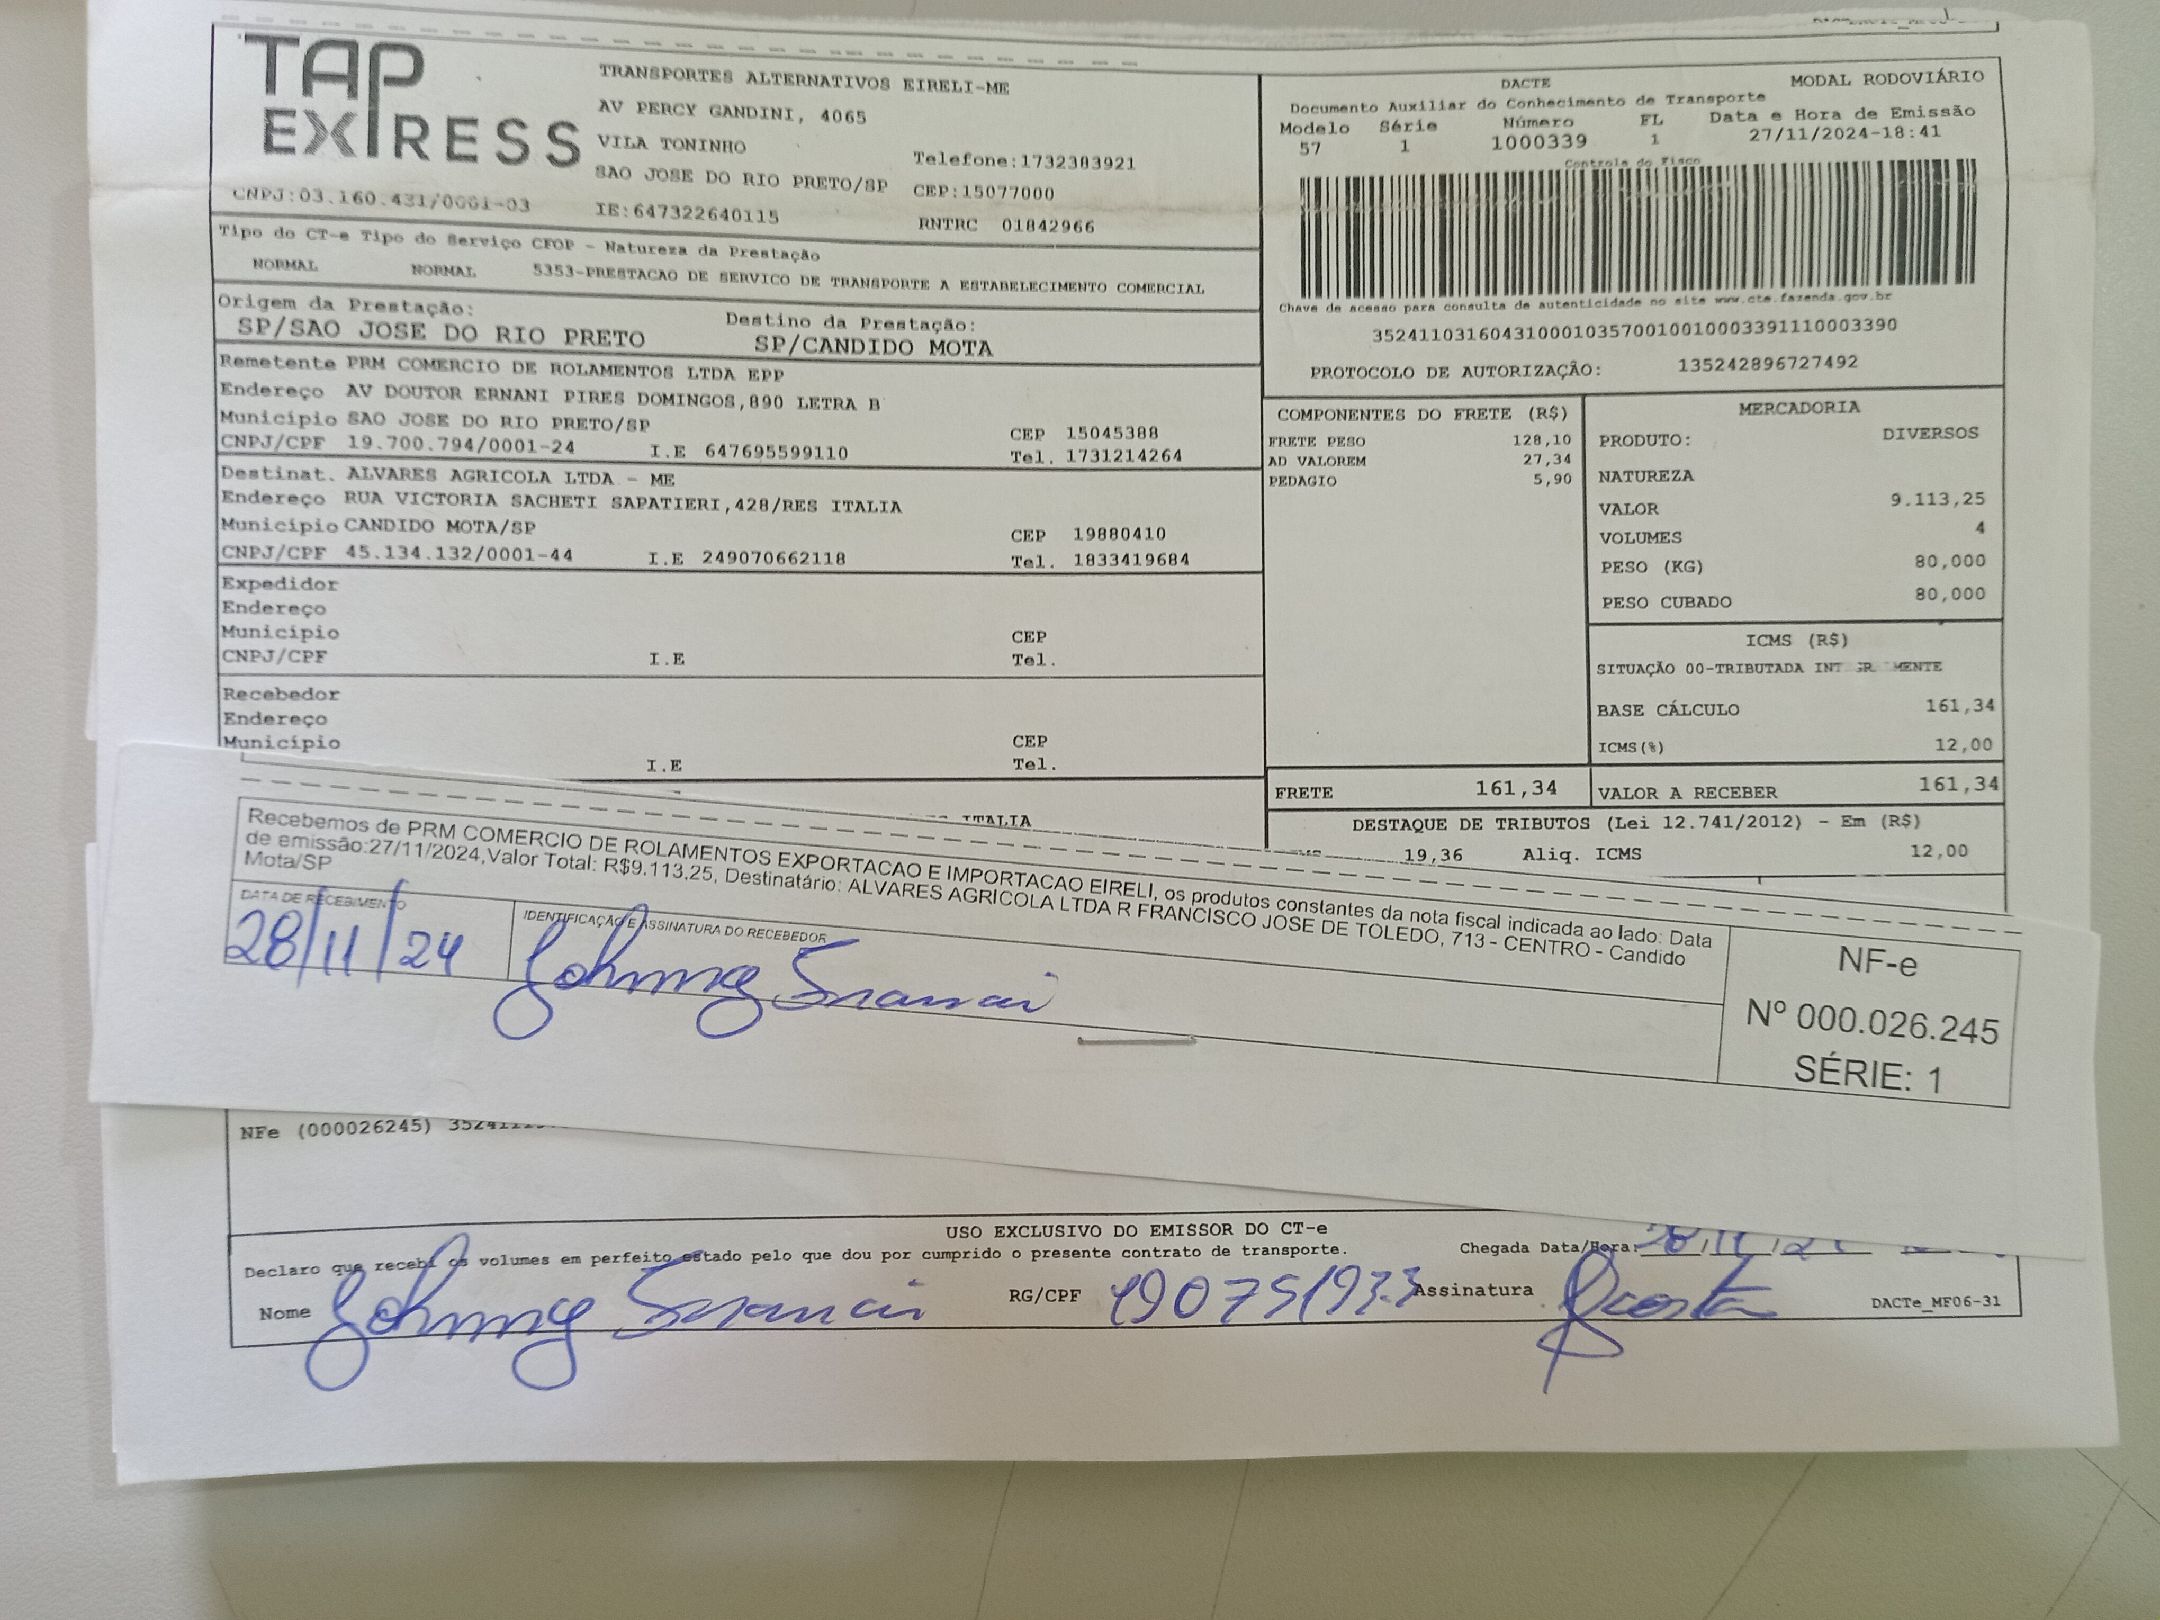 TAP
EXPRESS
TRANSPORTES ALTERNATIVOS EIRELI-ME
AV PERCY GANDINI, 4065
VILA TONINHO
Telefone:1732383921
SAO JOSE DO RIO PRETO/SP CEP:15077000
CNPJ:03.160.431/0001-03 IE:647322640115 RNTRC 01842966
DACTE MODAL RODOVIÁRIO
Documento Auxiliar do Conhecimento de Transporte
Modelo Série Número FL Data e Hora de Emissão
57 1 1000339 1 27/11/2024-18:41
Controle do Fisco
Chave de acesso para consulta de autenticidade no site www.cte.fazenda.gov.br
35241103160431000103570010010003391110003390
PROTOCOLO DE AUTORIZAÇÃO: 135242896727492
Tipo do CT-e Tipo do Serviço CFOP - Natureza da Prestação
NORMAL NORMAL 5353-PRESTACAO DE SERVICO DE TRANSPORTE A ESTABELECIMENTO COMERCIAL
Origem da Prestação: Destino da Prestação:
SP/SAO JOSE DO RIO PRETO SP/CANDIDO MOTA
Remetente PRM COMERCIO DE ROLAMENTOS LTDA EPP
Endereço AV DOUTOR ERNANI PIRES DOMINGOS,890 LETRA B
Município SAO JOSE DO RIO PRETO/SP CEP 15045388
CNPJ/CPF 19.700.794/0001-24 I.E 647695599110 Tel. 1731214264
Destinat. ALVARES AGRICOLA LTDA - ME
Endereço RUA VICTORIA SACHETI SAPATIERI,428/RES ITALIA
Município CANDIDO MOTA/SP CEP 19880410
CNPJ/CPF 45.134.132/0001-44 I.E 249070662118 Tel. 1833419684
Expedidor
Endereço
Município CEP
CNPJ/CPF I.E Tel.
Recebedor
Endereço
Município CEP
I.E Tel.
ITALIA
COMPONENTES DO FRETE (R$)
FRETE PESO 128,10
AD VALOREM 27,34
PEDAGIO 5,90
MERCADORIA
PRODUTO: DIVERSOS
NATUREZA
VALOR 9.113,25
VOLUMES 4
PESO (KG) 80,000
PESO CUBADO 80,000
ICMS (R$)
SITUAÇÃO 00-TRIBUTADA
BASE CÁLCULO 161,34
ICMS(%) 12,00
FRETE 161,34 VALOR A RECEBER 161,34
DESTAQUE DE TRIBUTOS (Lei 12.741/2012) - Em (R$)
19,36 Aliq. ICMS 12,00
Recebemos de PRM COMERCIO DE ROLAMENTOS EXPORTACAO E IMPORTACAO EIRELI, os produtos constantes da nota fiscal indicada ao lado: Data
de emissão:27/11/2024,Valor Total: R$9.113,25, Destinatário: ALVARES AGRICOLA LTDA R FRANCISCO JOSE DE TOLEDO, 713 - CENTRO - Candido
Mota/SP
DATA DE RECEBIMENTO IDENTIFICAÇÃO E ASSINATURA DO RECEBEDOR
28/11/24
NF-e
Nº 000.026.245
SÉRIE: 1
NFe (000026245)
USO EXCLUSIVO DO EMISSOR DO CT-e
Declaro que recebi os volumes em perfeito estado pelo que dou por cumprido o presente contrato de transporte. Chegada Data/Hora:
Nome RG/CPF Assinatura
DACTe_MF06-31